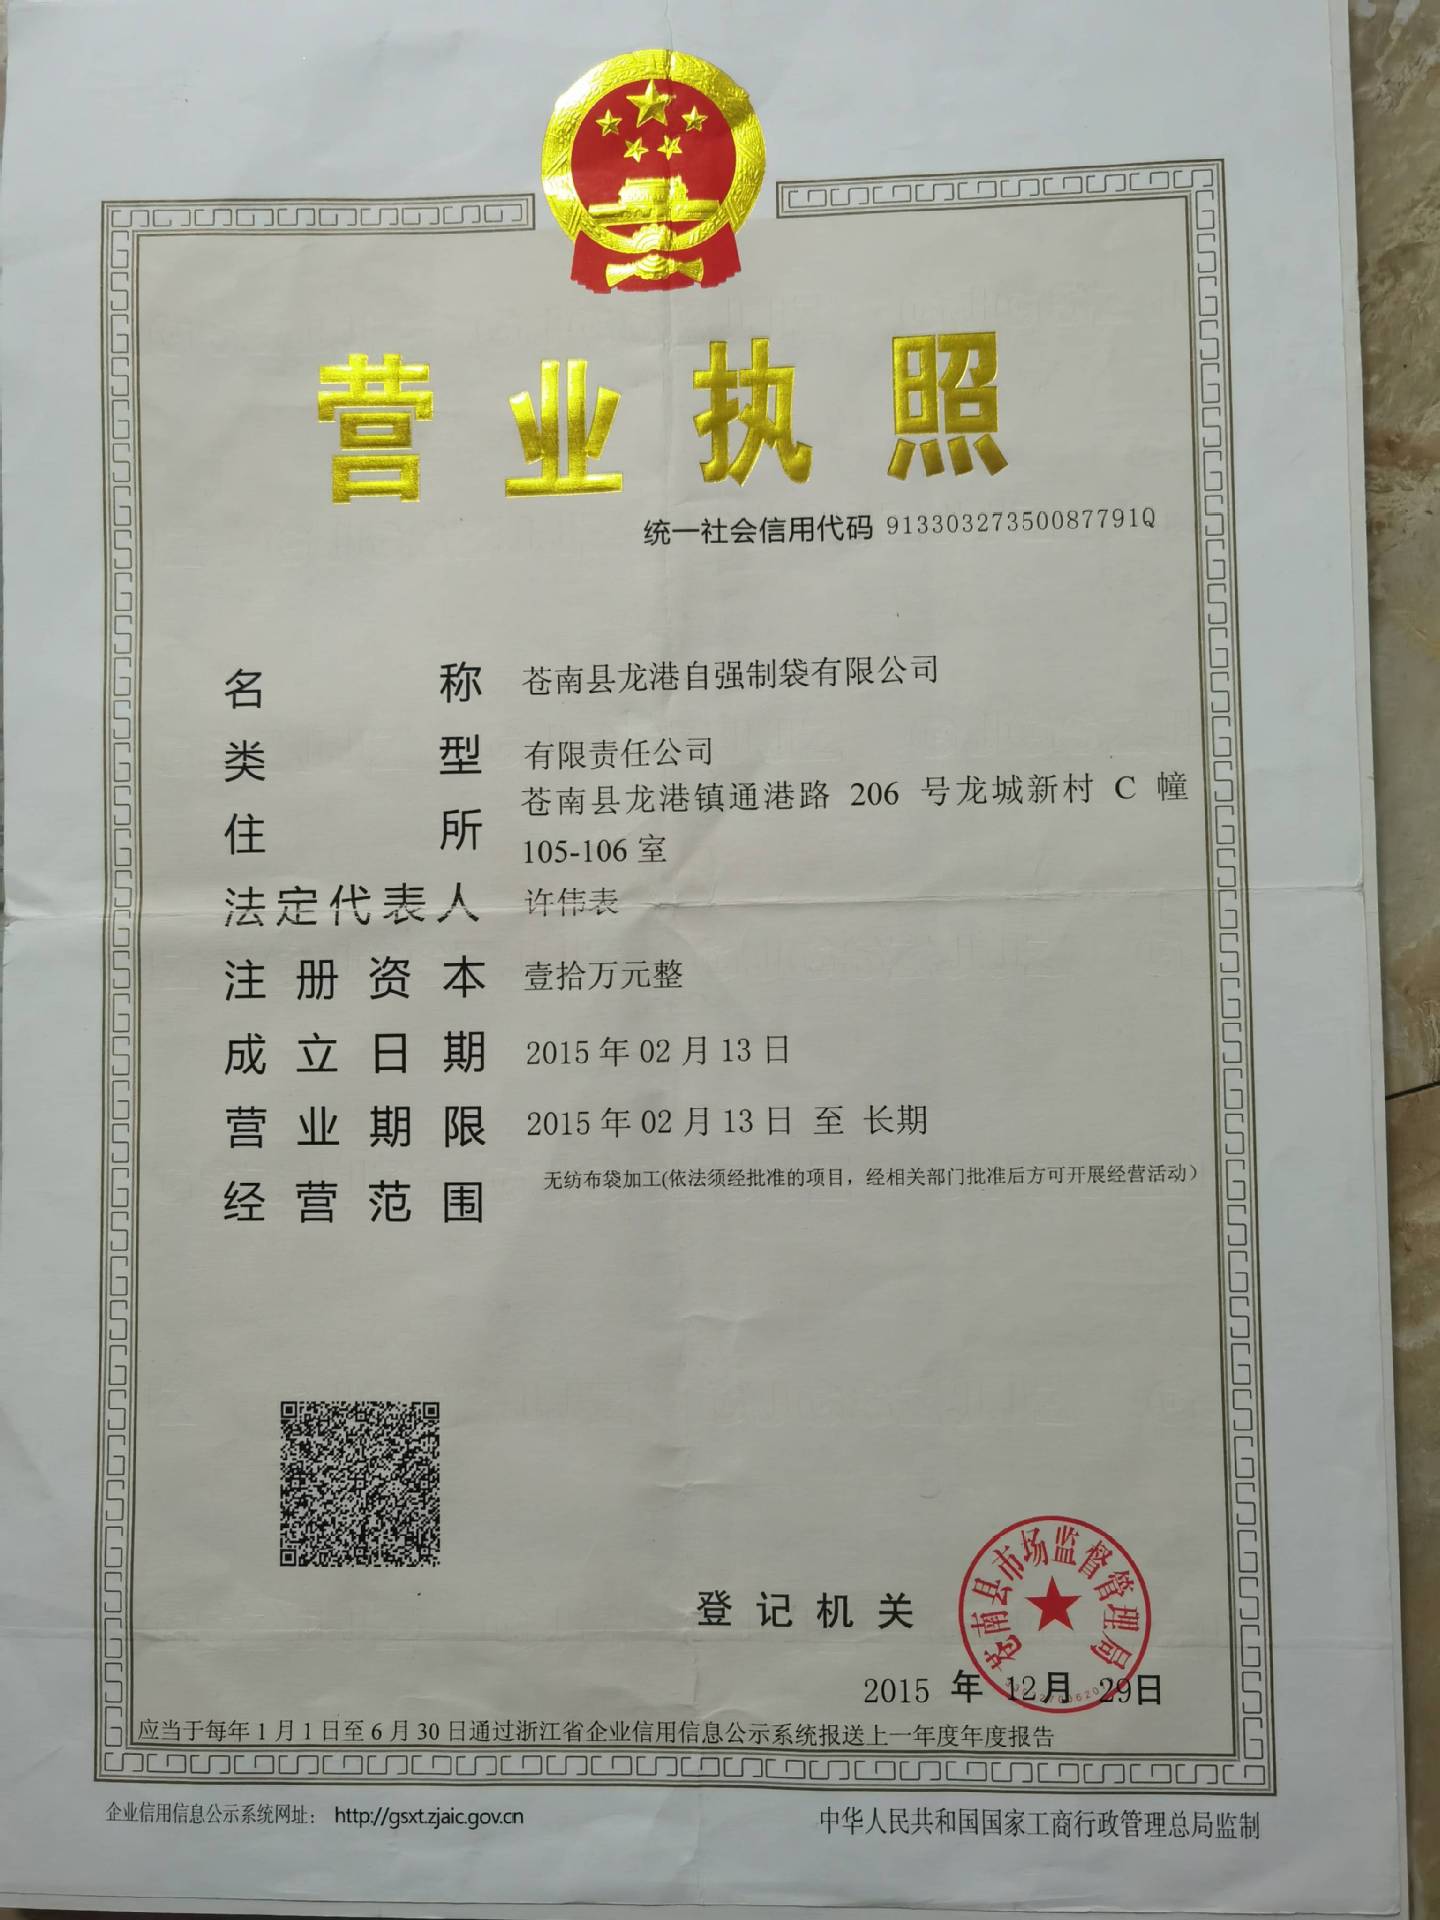 营业执照
统一社会信用代码 91330327350087791Q
名称 苍南县龙港自强制袋有限公司
类型 有限责任公司
住所 苍南县龙港镇通港路 206 号龙城新村 C 幢
105-106 室
法定代表人 许伟表
注册资本 壹拾万元整
成立日期 2015 年 02 月 13 日
营业期限 2015 年 02 月 13 日 至 长期
经营范围 无纺布袋加工(依法须经批准的项目，经相关部门批准后方可开展经营活动)
苍南县市场监督管理局
登记机关
2015 年 12月 29日
应当于每年 1 月 1 日至 6 月 30 日通过浙江省企业信用信息公示系统报送上一年度年度报告
企业信用信息公示系统网址： http://gsxt.zjaic.gov.cn
中华人民共和国国家工商行政管理总局监制